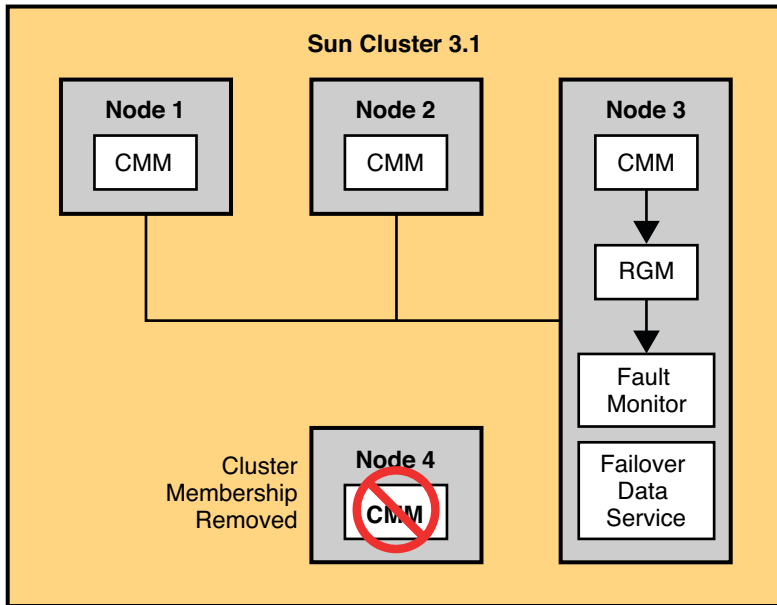 Sun Cluster 3.1
Node 1
CMM
Node 2
CMM
Node 3
CMM
RGM
Fault
Monitor
Failover
Data
Service
Cluster
Membership
Removed
Node 4
CMM